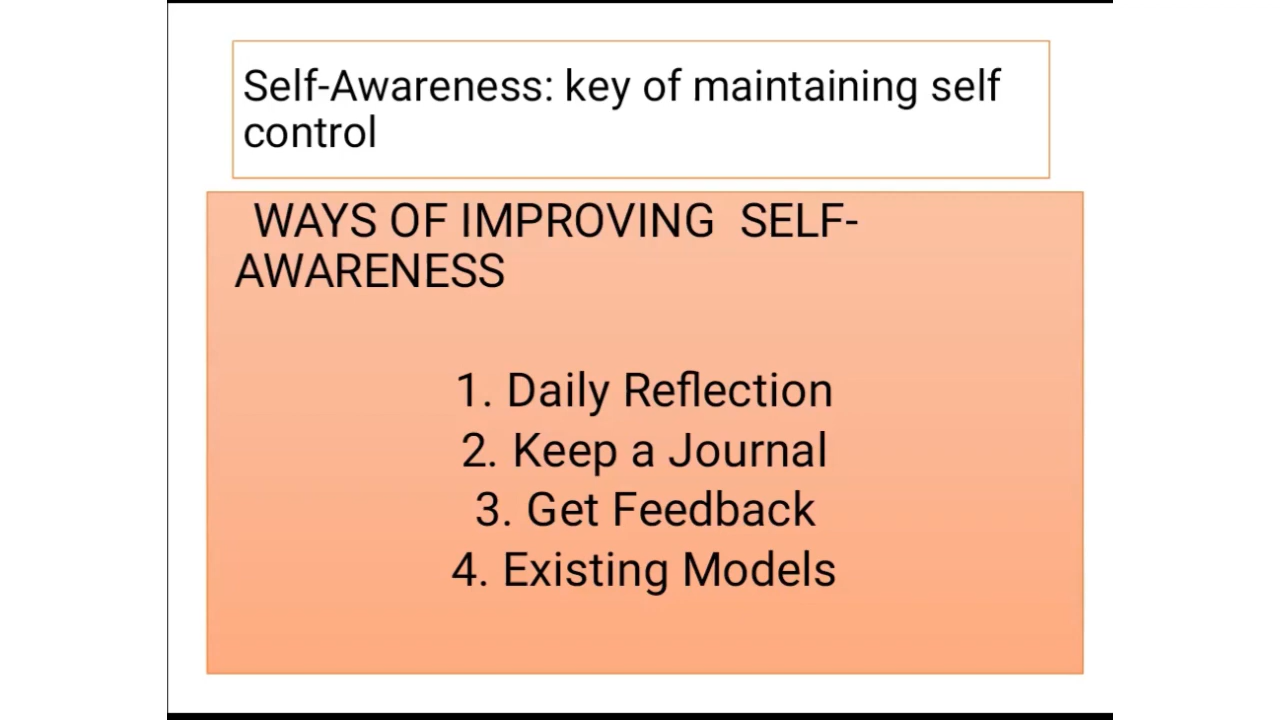 Self-Awareness: key of maintaining self
control
WAYS OF IMPROVING  SELF-
AWARENESS
1. Daily Reflection
2. Keep a Journal
3. Get Feedback
4. Existing Models